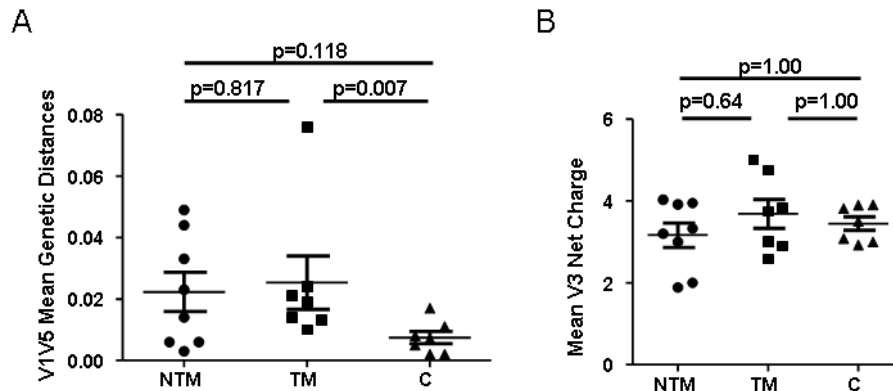 A
p=0.118
p=0.817 p=0.007
V1V5 Mean Genetic Distances
0.08
0.06
0.04
0.02
0.00
NTM TM C
B
p=1.00
p=0.64 p=1.00
Mean V3 Net Charge
6
4
2
0
NTM TM C